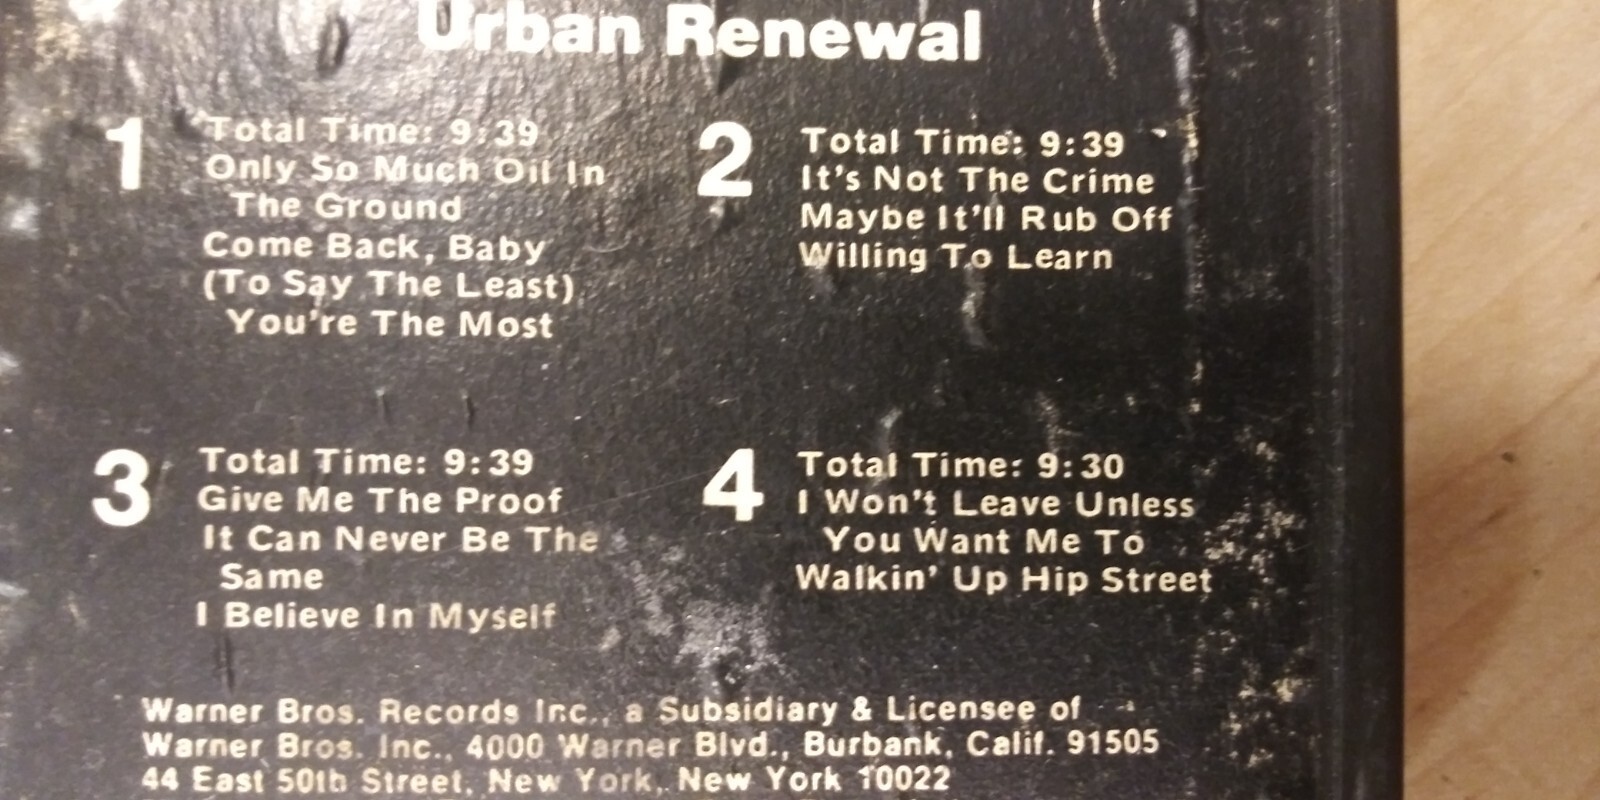 Urban Renewal
1
Total Time: 9:39
Only So Much Oil In
The Ground
Come Back, Baby
(To Say The Least)
You're The Most
2
Total Time: 9:39
It's Not The Crime
Maybe It'll Rub Off
Willing To Learn
3
Total Time: 9:39
Give Me The Proof
It Can Never Be The
Same
I Believe In Myself
4
Total Time: 9:30
I Won't Leave Unless
You Want Me To
Walkin' Up Hip Street
Warner Bros. Records Inc., a Subsidiary & Licensee of
Warner Bros. Inc., 4000 Warner Blvd., Burbank, Calif. 91505
44 East 50th Street, New York, New York 10022